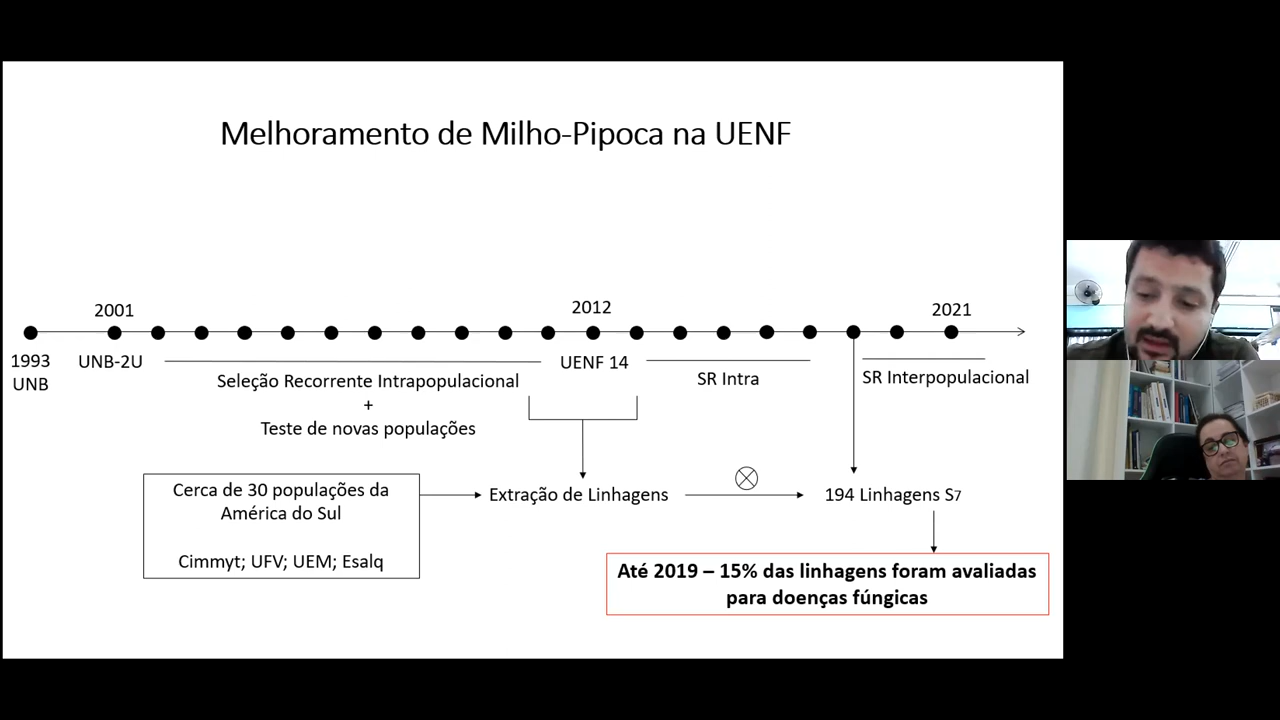 Melhoramento de Milho-Pipoca na UENF
2001
2012
2021
1993
UNB
UNB-2U
UENF 14
Seleção Recorrente Intrapopulacional
+
Teste de novas populações
SR Intra
SR Interpopulacional
Cerca de 30 populações da
América do Sul
Cimmyt; UFV; UEM; Esalq
Extração de Linhagens
194 Linhagens S7
Até 2019 – 15% das linhagens foram avaliadas
para doenças fúngicas